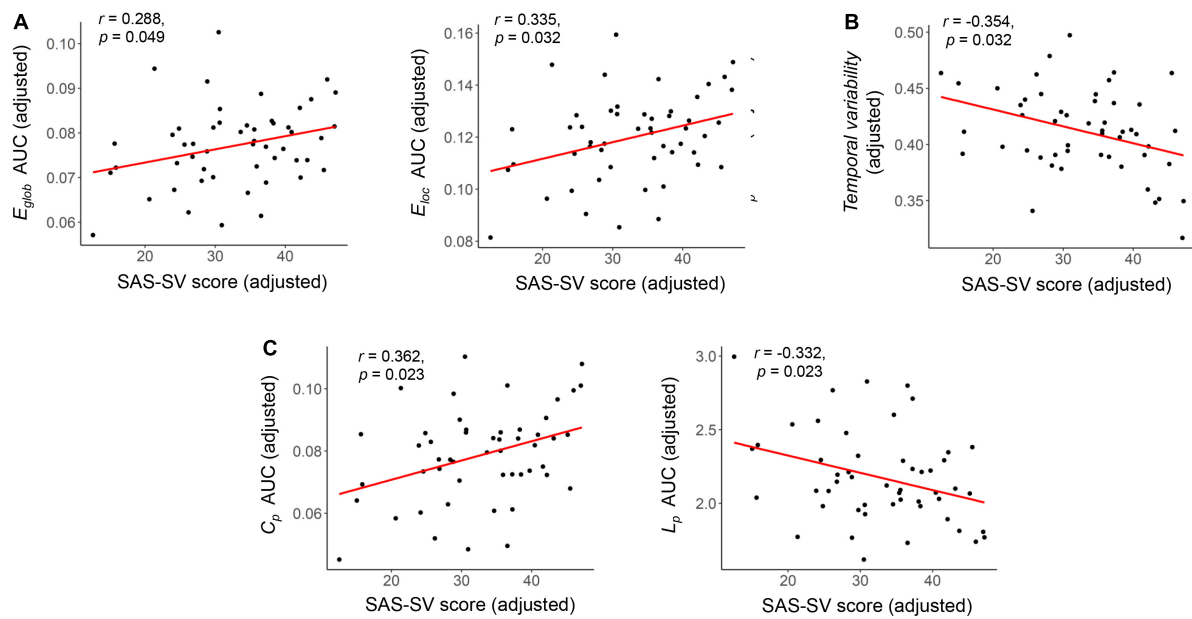 A
r = 0.288,
p = 0.049
E_glob AUC (adjusted)
0.10
0.09
0.08
0.07
0.06
20 30 40
SAS-SV score (adjusted)
r = 0.335,
p = 0.032
E_loc AUC (adjusted)
0.16
0.14
0.12
0.10
0.08
20 30 40
SAS-SV score (adjusted)
B
r = -0.354,
p = 0.032
Temporal variability
(adjusted)
0.50
0.45
0.40
0.35
20 30 40
SAS-SV score (adjusted)
C
r = 0.362,
p = 0.023
C_p AUC (adjusted)
0.10
0.08
0.06
20 30 40
SAS-SV score (adjusted)
r = -0.332,
p = 0.023
L_p AUC (adjusted)
3.0
2.5
2.0
20 30 40
SAS-SV score (adjusted)